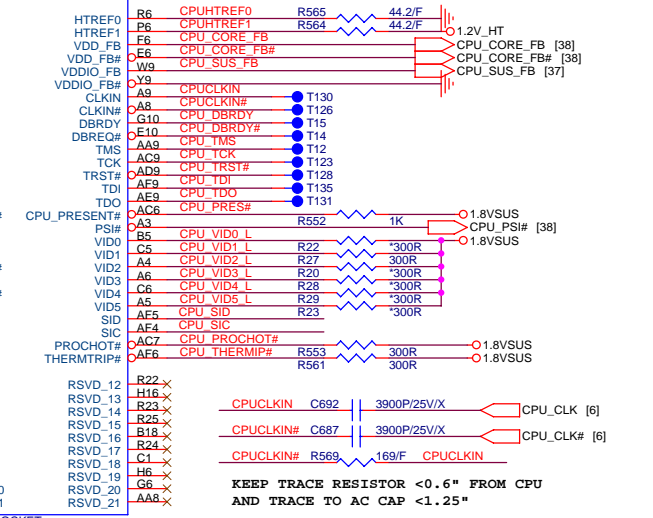 HTREF0 R6 CPUHTREF0 R565 44.2/F
HTREF1 P6 CPUHTREF1 R564 44.2/F 1.2V_HT
VDD_FB F6 CPU_CORE_FB CPU_CORE_FB [38]
VDD_FB# E6 CPU_CORE_FB# CPU_CORE_FB# [38]
VDDIO_FB W9 CPU_SUS_FB CPU_SUS_FB [37]
VDDIO_FB# Y9
CLKIN A9 CPUCLKIN T130
CLKIN# A8 CPUCLKIN# T126
DBRDY G10 CPU_DBRDY T15
DBREQ# E10 CPU_DBRDY# T14
TMS AA9 CPU_TMS T12
TCK AC9 CPU_TCK T123
TRST# AD9 CPU_TRST# T128
TDI AF9 CPU_TDI T135
TDO AE9 CPU_TDO T131
CPU_PRESENT# AC6 CPU_PRES# 1.8VSUS
PSI# A3 R552 1K CPU_PSI# [38]
VID0 B5 CPU_VID0_L 1.8VSUS
VID1 C5 CPU_VID1_L R22 *300R
VID2 A4 CPU_VID2_L R27 300R
VID3 A6 CPU_VID3_L R20 *300R
VID4 C6 CPU_VID4_L R28 *300R
VID5 A5 CPU_VID5_L R29 *300R
SID AF5 CPU_SID R23 *300R
SIC AF4 CPU_SIC
PROCHOT# AC7 CPU_PROCHOT# 1.8VSUS
THERMTRIP# AF6 CPU_THERMIP# R553 300R 1.8VSUS
R561 300R
RSVD_12 R22
RSVD_13 H16
RSVD_14 R23
RSVD_15 R25
RSVD_16 B18
RSVD_17 R24
RSVD_18 C1
RSVD_19 H6
RSVD_20 G6
RSVD_21 AA8
CPUCLKIN C692 3900P/25V/X CPU_CLK [6]
CPUCLKIN# C687 3900P/25V/X CPU_CLK# [6]
CPUCLKIN# R569 169/F CPUCLKIN
KEEP TRACE RESISTOR <0.6" FROM CPU
AND TRACE TO AC CAP <1.25"